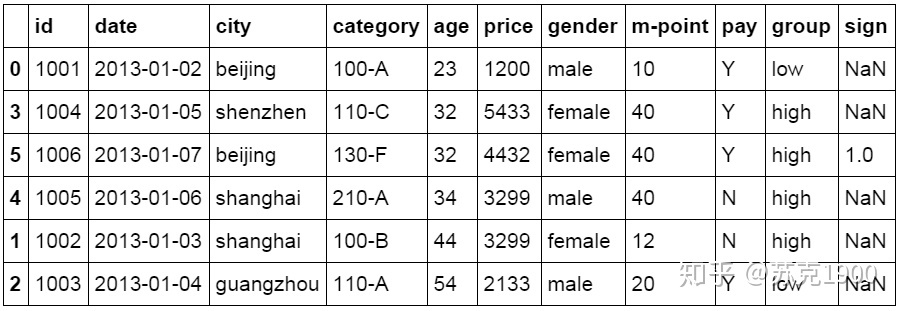 id date city category age price gender m-point pay group sign
0 1001 2013-01-02 beijing 100-A 23 1200 male 10 Y low NaN
3 1004 2013-01-05 shenzhen 110-C 32 5433 female 40 Y high NaN
5 1006 2013-01-07 beijing 130-F 32 4432 female 40 Y high 1.0
4 1005 2013-01-06 shanghai 210-A 34 3299 male 40 N high NaN
1 1002 2013-01-03 shanghai 100-B 44 3299 female 12 N high NaN
2 1003 2013-01-04 guangzhou 110-A 54 2133 male 20 Y low NaN
知乎 @苏克1900